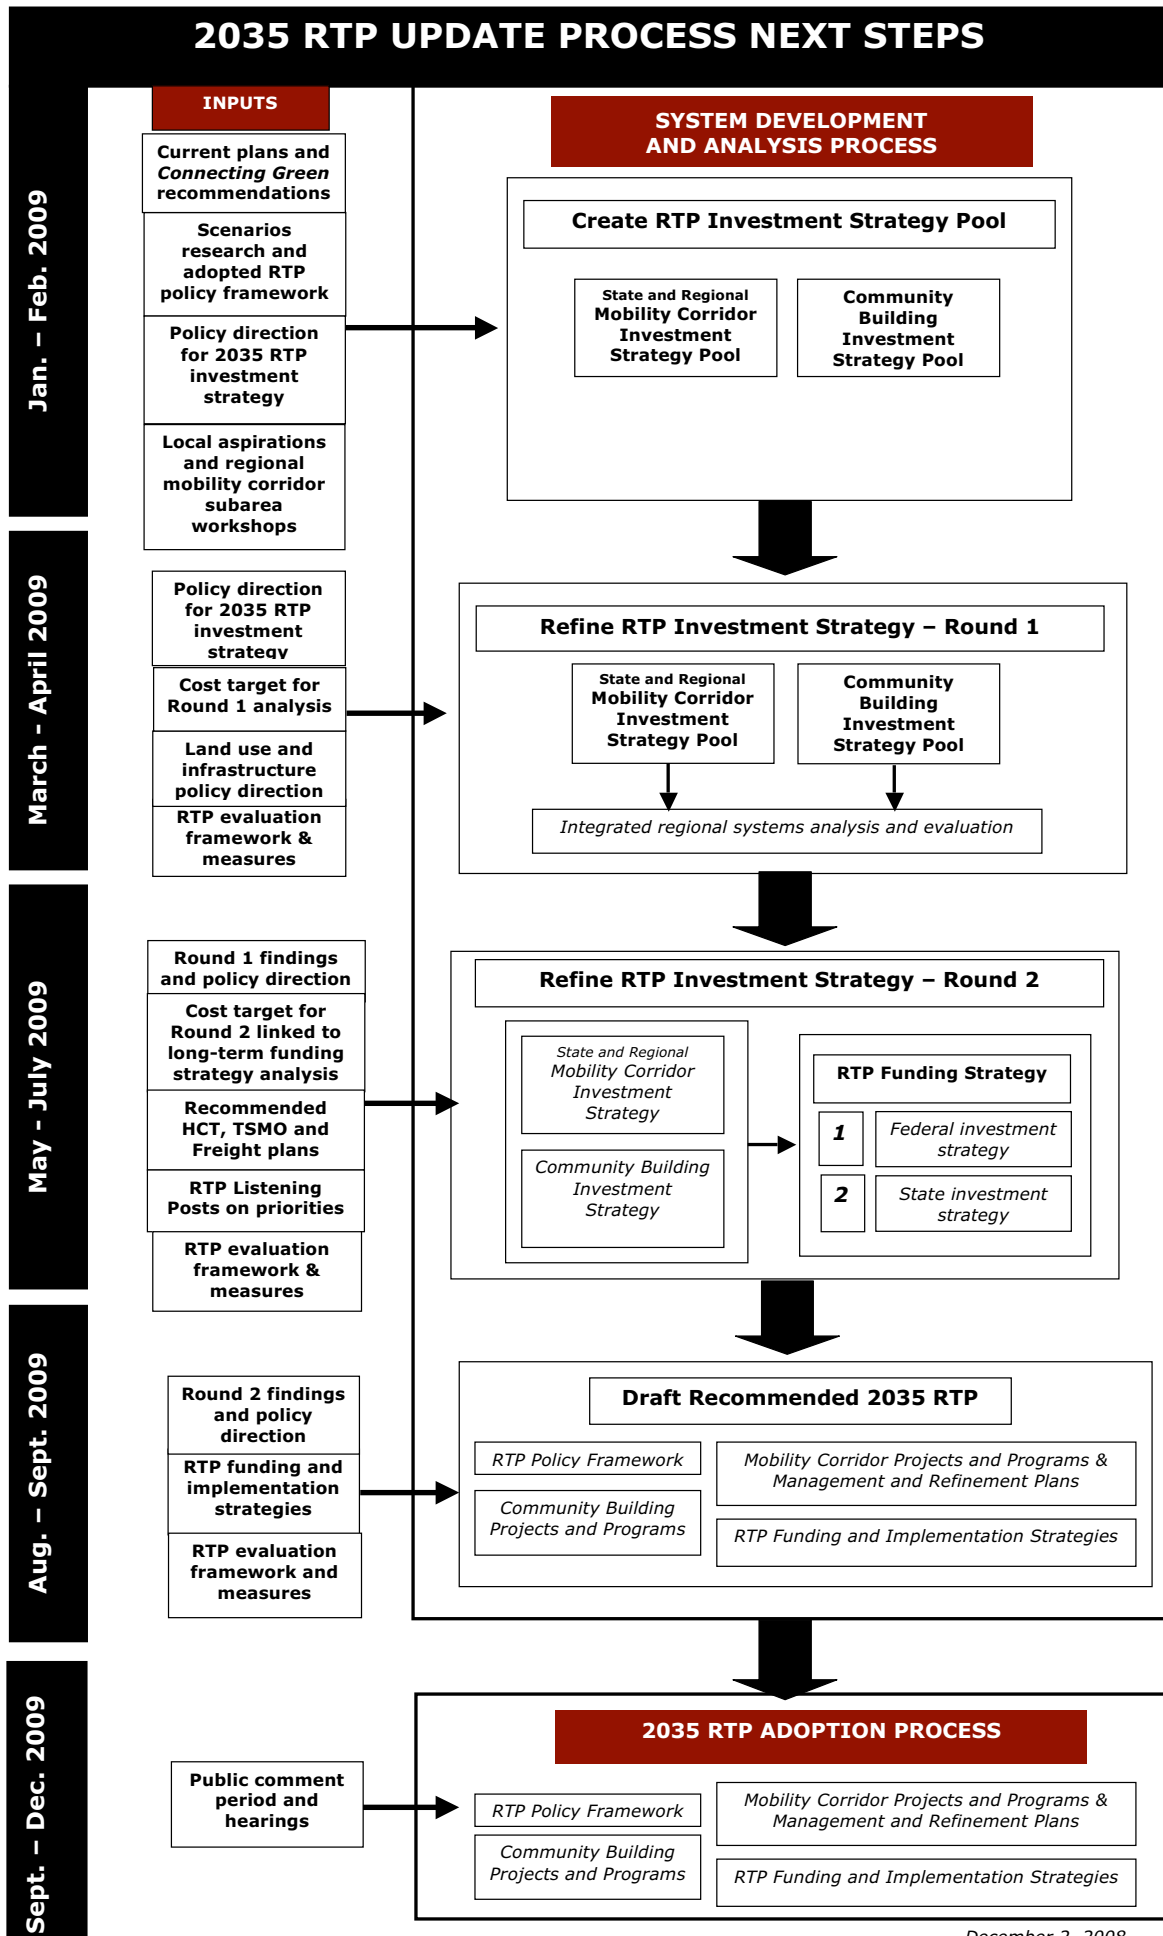 2035 RTP UPDATE PROCESS NEXT STEPS
Jan. – Feb. 2009
INPUTS
Current plans and
Connecting Green
recommendations
Scenarios
research and
adopted RTP
policy framework
Policy direction
for 2035 RTP
investment
strategy
Local aspirations
and regional
mobility corridor
subarea
workshops
SYSTEM DEVELOPMENT
AND ANALYSIS PROCESS
Create RTP Investment Strategy Pool
State and Regional
Mobility Corridor
Investment
Strategy Pool
Community
Building
Investment
Strategy Pool
March - April 2009
Policy direction
for 2035 RTP
investment
strategy
Cost target for
Round 1 analysis
Land use and
infrastructure
policy direction
RTP evaluation
framework &
measures
Refine RTP Investment Strategy – Round 1
State and Regional
Mobility Corridor
Investment
Strategy Pool
Community
Building
Investment
Strategy Pool
Integrated regional systems analysis and evaluation
May - July 2009
Round 1 findings
and policy direction
Cost target for
Round 2 linked to
long-term funding
strategy analysis
Recommended
HCT, TSMO and
Freight plans
RTP Listening
Posts on priorities
RTP evaluation
framework &
measures
Refine RTP Investment Strategy – Round 2
State and Regional
Mobility Corridor
Investment
Strategy
Community Building
Investment
Strategy
RTP Funding Strategy
1
Federal investment
strategy
2
State investment
strategy
Aug. – Sept. 2009
Round 2 findings
and policy
direction
RTP funding and
implementation
strategies
RTP evaluation
framework and
measures
Draft Recommended 2035 RTP
RTP Policy Framework
Community Building
Projects and Programs
Mobility Corridor Projects and Programs &
Management and Refinement Plans
RTP Funding and Implementation Strategies
Sept. – Dec. 2009
Public comment
period and
hearings
2035 RTP ADOPTION PROCESS
RTP Policy Framework
Community Building
Projects and Programs
Mobility Corridor Projects and Programs &
Management and Refinement Plans
RTP Funding and Implementation Strategies
December 2, 2008